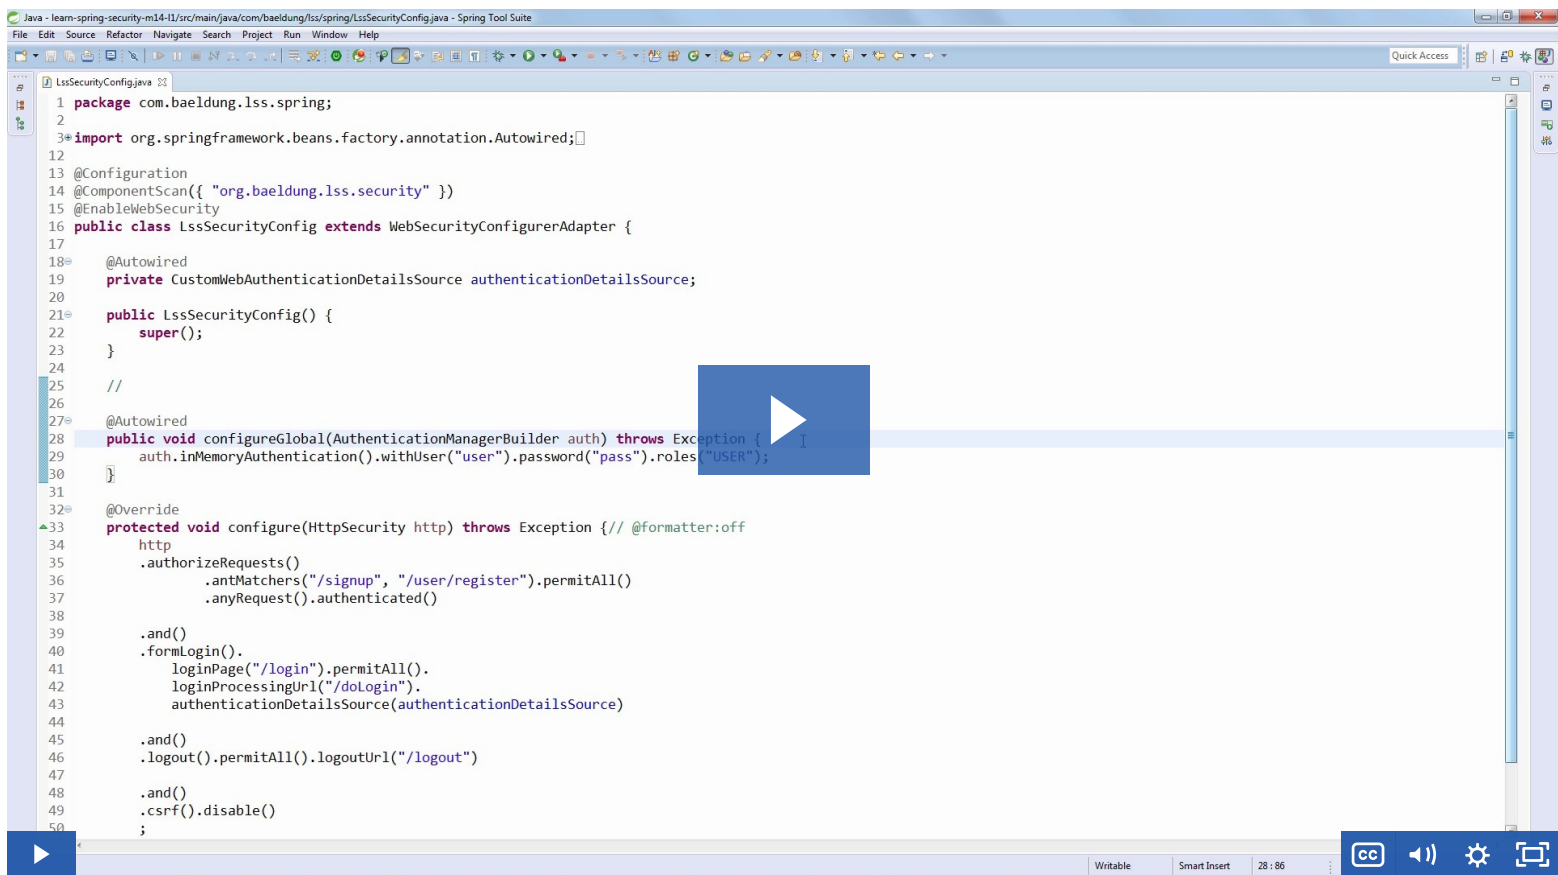 Java - learn-spring-security-m14-l1/src/main/java/com/baeldung/lss/spring/LssSecurityConfig.java - Spring Tool Suite
File Edit Source Refactor Navigate Search Project Run Window Help
Quick Access
LssSecurityConfig.java
1 package com.baeldung.lss.spring;
2
3 import org.springframework.beans.factory.annotation.Autowired;
12
13 @Configuration
14 @ComponentScan({ "org.baeldung.lss.security" })
15 @EnableWebSecurity
16 public class LssSecurityConfig extends WebSecurityConfigurerAdapter {
17
18 @Autowired
19 private CustomWebAuthenticationDetailsSource authenticationDetailsSource;
20
21 public LssSecurityConfig() {
22 super();
23 }
24
25 //
26
27 @Autowired
28 public void configureGlobal(AuthenticationManagerBuilder auth) throws Exception {
29 auth.inMemoryAuthentication().withUser("user").password("pass").roles("USER");
30 }
31
32 @Override
33 protected void configure(HttpSecurity http) throws Exception {// @formatter:off
34 http
35 .authorizeRequests()
36 .antMatchers("/signup", "/user/register").permitAll()
37 .anyRequest().authenticated()
38
39 .and()
40 .formLogin().
41 loginPage("/login").permitAll().
42 loginProcessingUrl("/doLogin").
43 authenticationDetailsSource(authenticationDetailsSource)
44
45 .and()
46 .logout().permitAll().logoutUrl("/logout")
47
48 .and()
49 .csrf().disable()
50 ;
CC
Writable Smart Insert 28 : 86